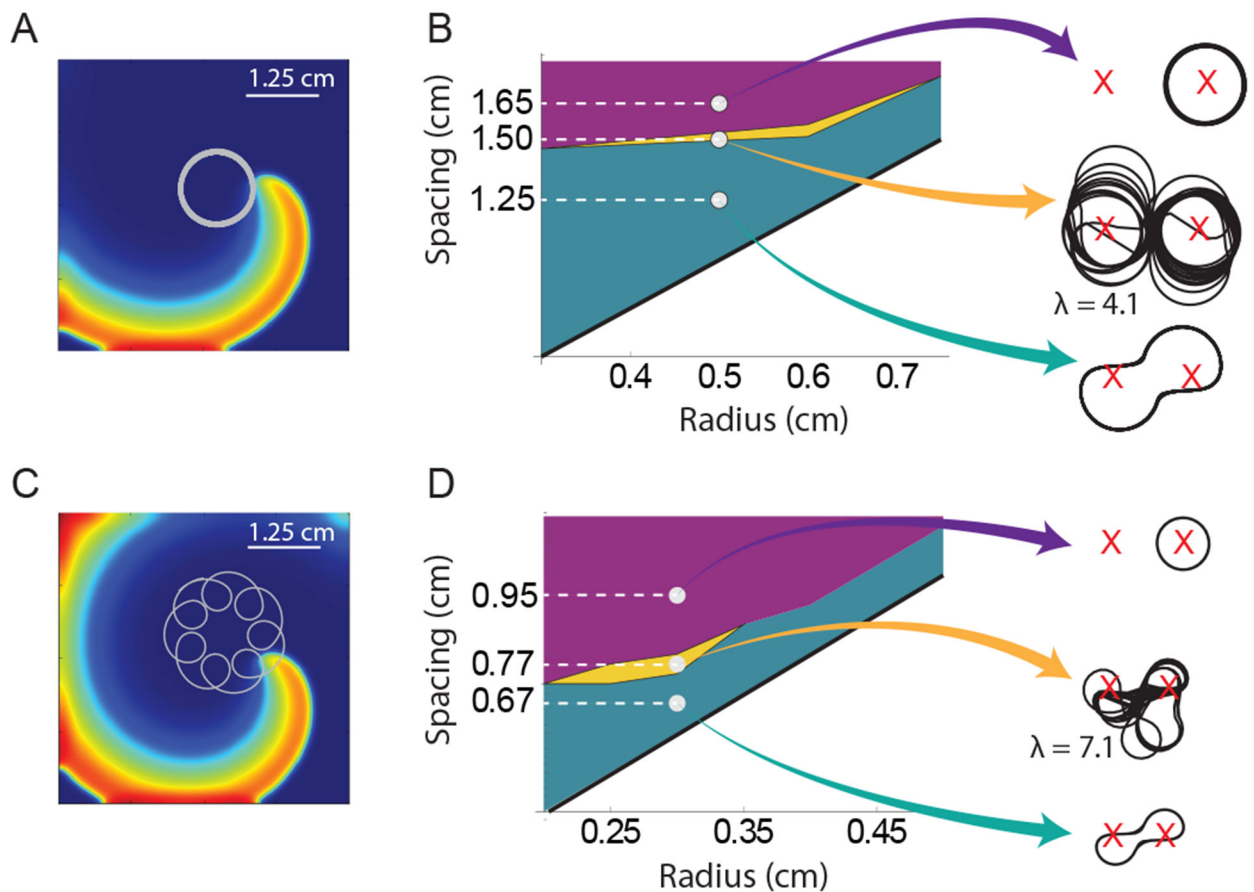 A
1.25 cm
B
Spacing (cm)
1.65
1.50
1.25
0.4 0.5 0.6 0.7
Radius (cm)
X X
X X
λ = 4.1
X X
C
1.25 cm
D
Spacing (cm)
0.95
0.77
0.67
0.25 0.35 0.45
Radius (cm)
X X
X X
λ = 7.1
X X